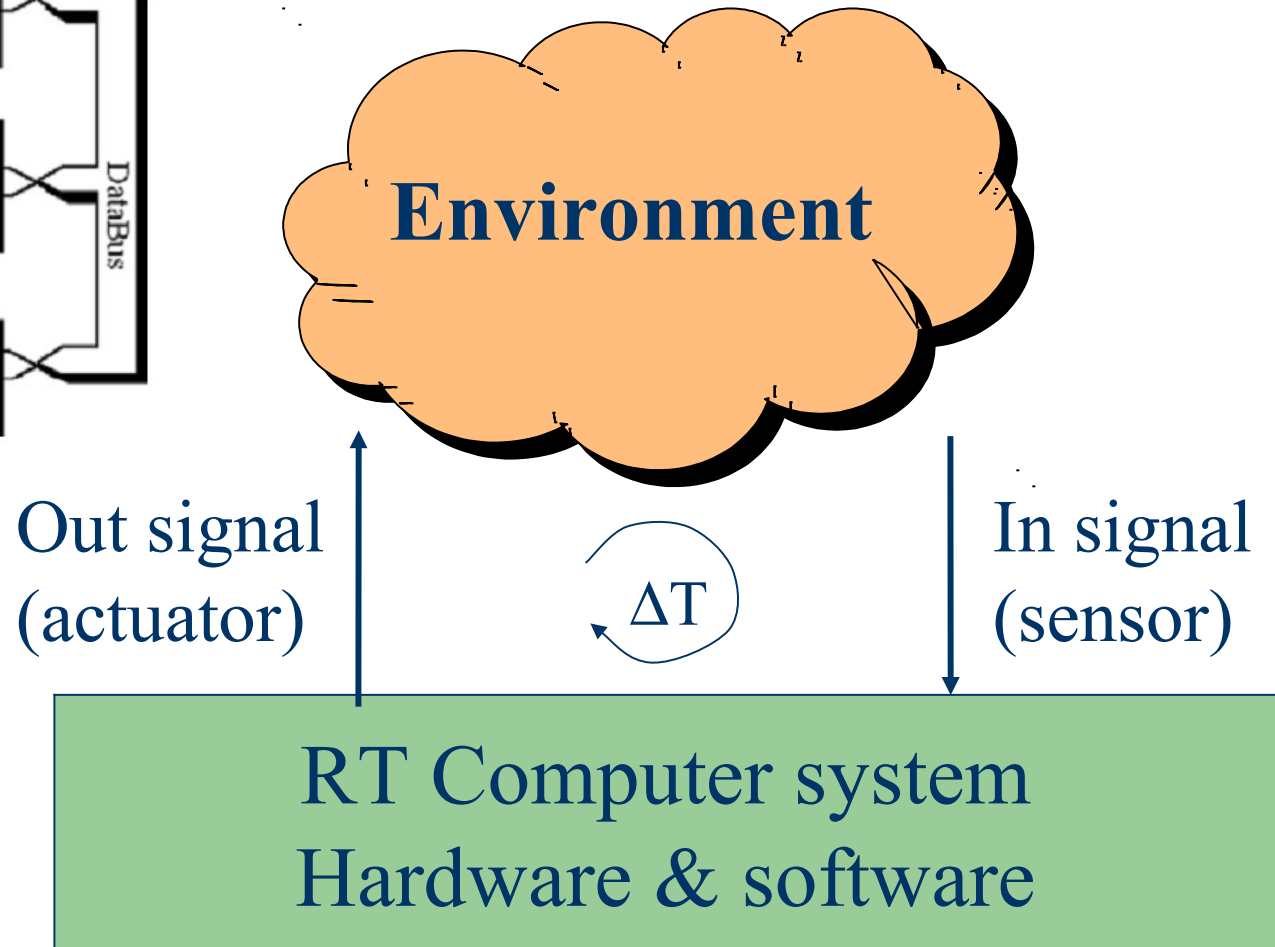 DataBus
Environment
Out signal
(actuator)
ΔT
In signal
(sensor)
RT Computer system
Hardware & software